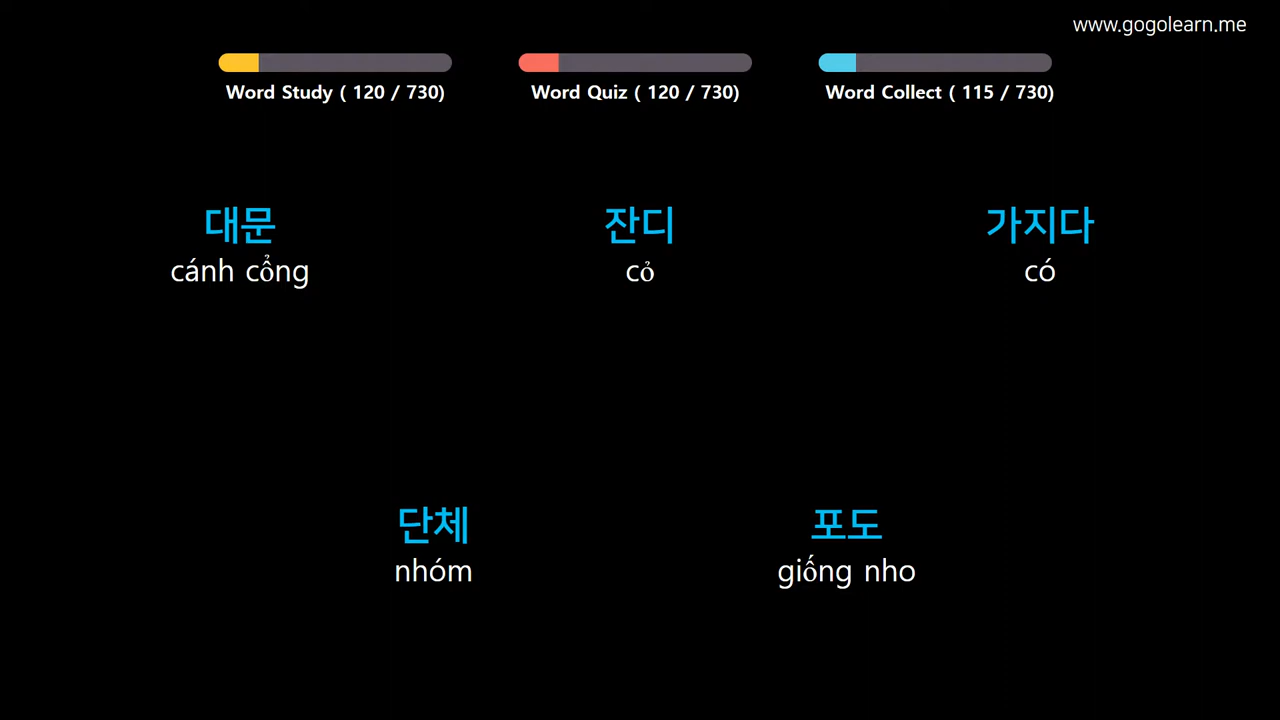 www.gogolearn.me
Word Study ( 120 / 730)
Word Quiz ( 120 / 730)
Word Collect ( 115 / 730)
대문
cánh cổng
잔디
cỏ
가지다
có
단체
nhóm
포도
giống nho